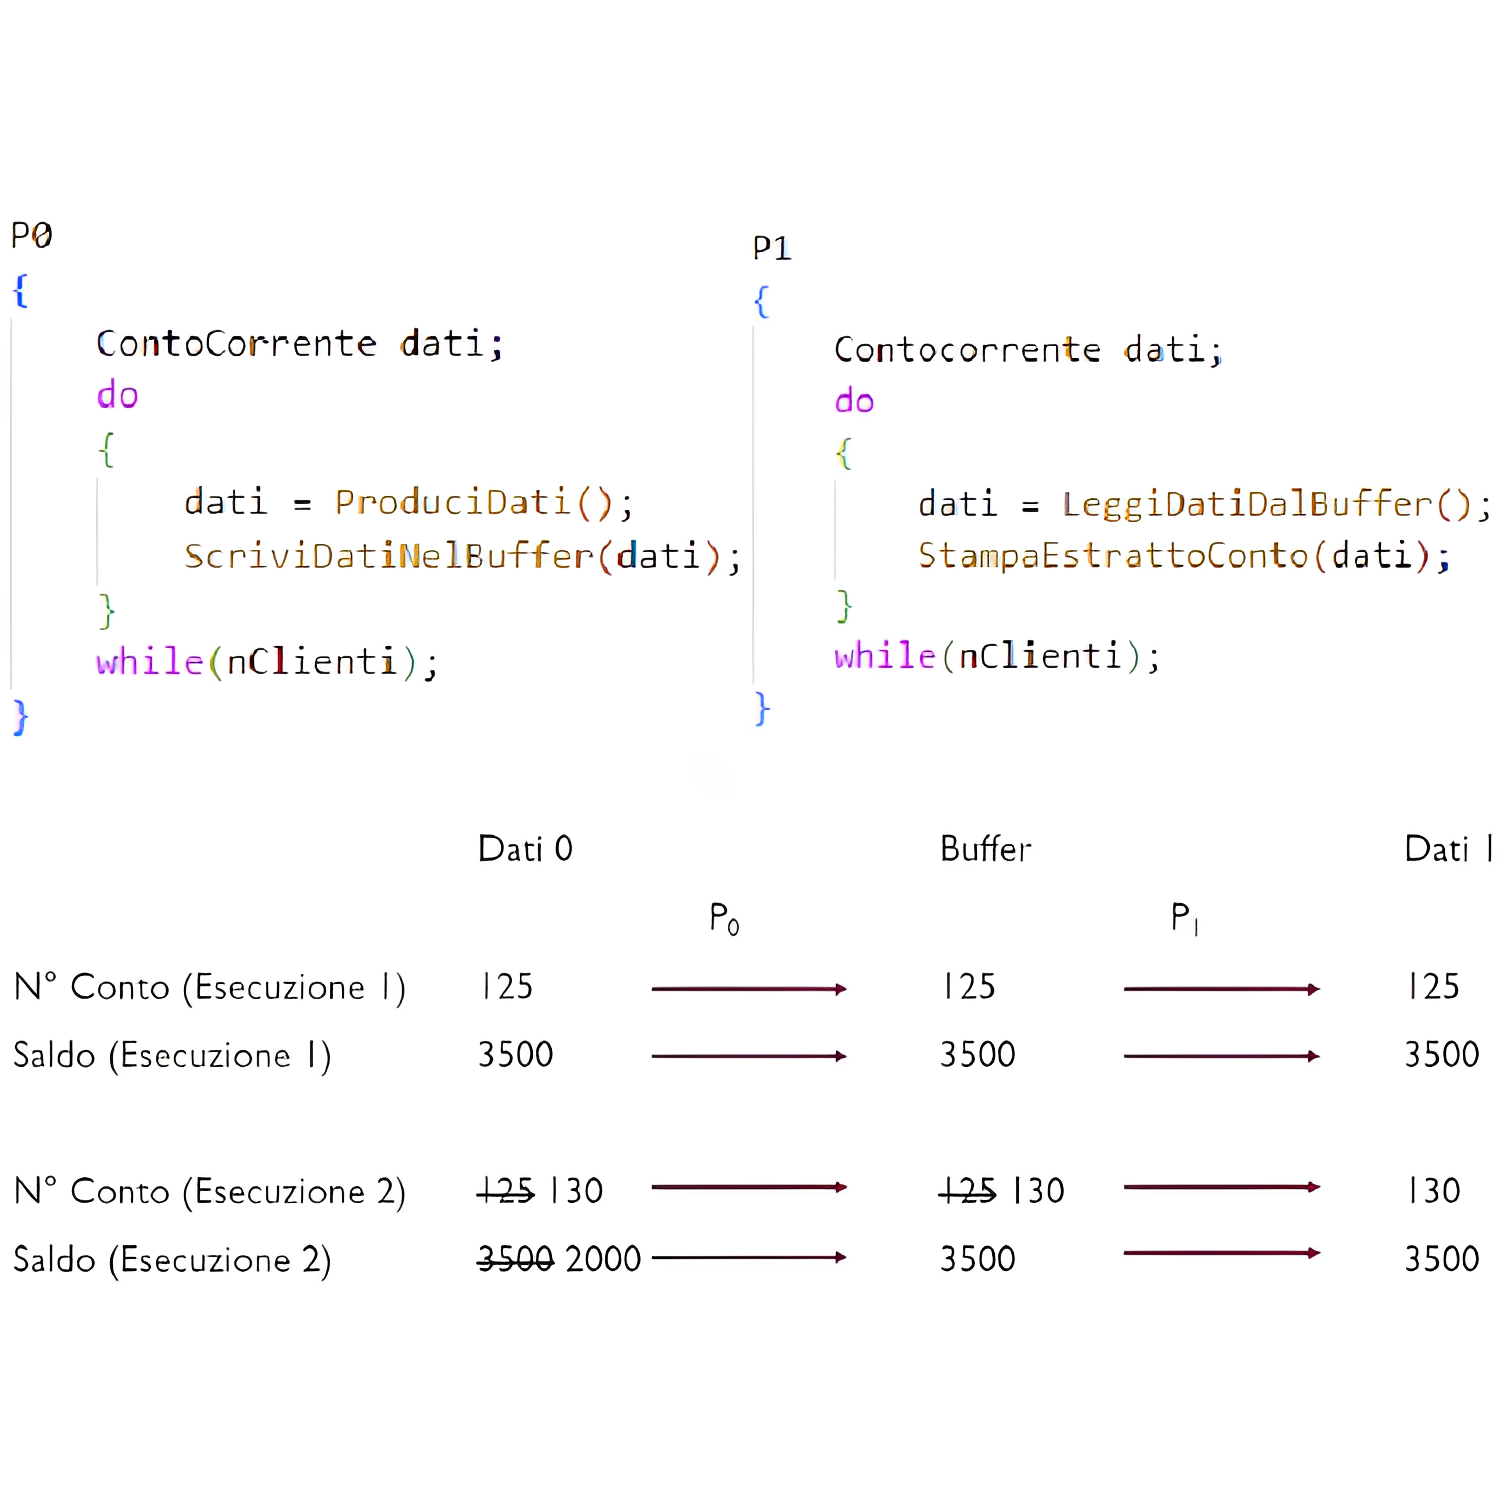 P0
{
ContoCorrente dati;
do
{
dati = ProduciDati();
ScriviDatiNelBuffer(dati);
}
while(nClienti);
}
P1
{
Contocorrente dati;
do
{
dati = LeggiDatiDalBuffer();
StampaEstrattoConto(dati);
}
while(nClienti);
}
Dati 0 Buffer Dati 1
P0 P1
N° Conto (Esecuzione 1) 125 125 125
Saldo (Esecuzione 1) 3500 3500 3500
N° Conto (Esecuzione 2) 125 130 125 130 130
Saldo (Esecuzione 2) 3500 2000 3500 3500